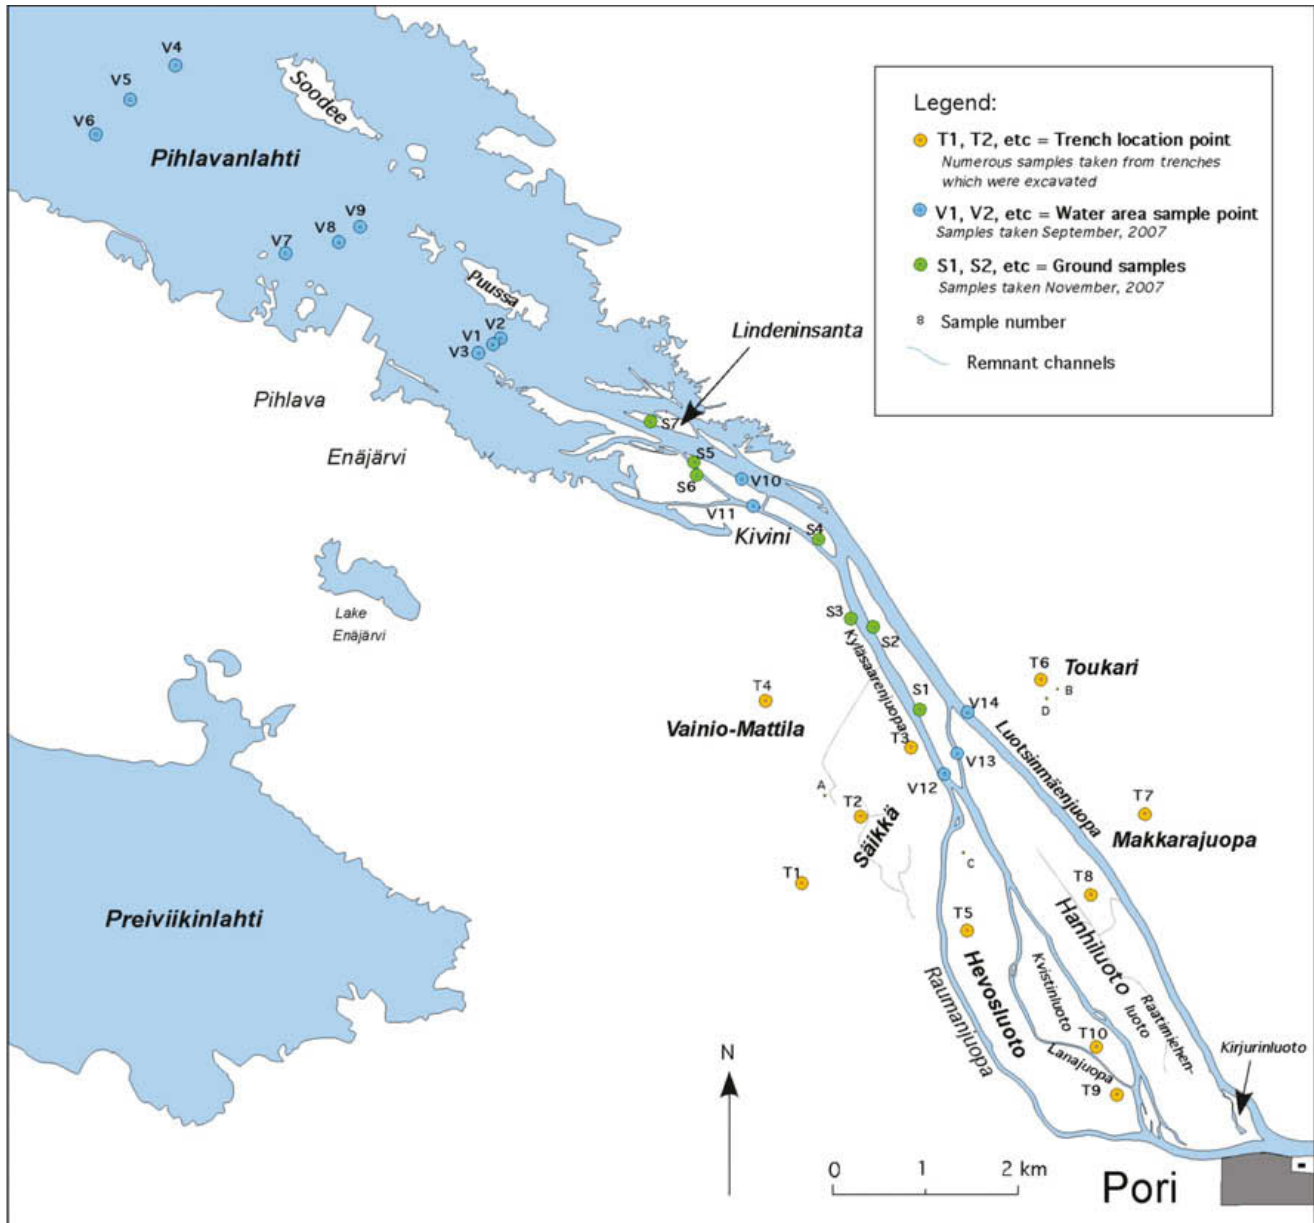 V4
V5
V6
Soodee
Pihlavanlahti
V9
V8
V7
Puussa
V2
V1
V3
Lindeninsanta
Pihlava
Enäjärvi
S7
S5
S6
V10
V11
Kivini
S4
Lake
Enäjärvi
S3
S2
Kyläsaarenjuopa
T4
Vainio-Mattila
S1
V14
T6
Toukari
B
D
T3
V13
V12
Luotsinmäenjuopa
A
T2
Säikkä
T7
Makkarajuopa
C
T1
T8
Hanhiluoto
T5
Hevosluoto
Preiviikinlahti
Raumanjuopa
Kvistinluoto
Raatimiehen-
luoto
T10
Lanajuopa
T9
Kirjurinluoto
N
0 1 2 km
Pori
Legend:
T1, T2, etc = Trench location point
Numerous samples taken from trenches
which were excavated
V1, V2, etc = Water area sample point
Samples taken September, 2007
S1, S2, etc = Ground samples
Samples taken November, 2007
8 Sample number
Remnant channels